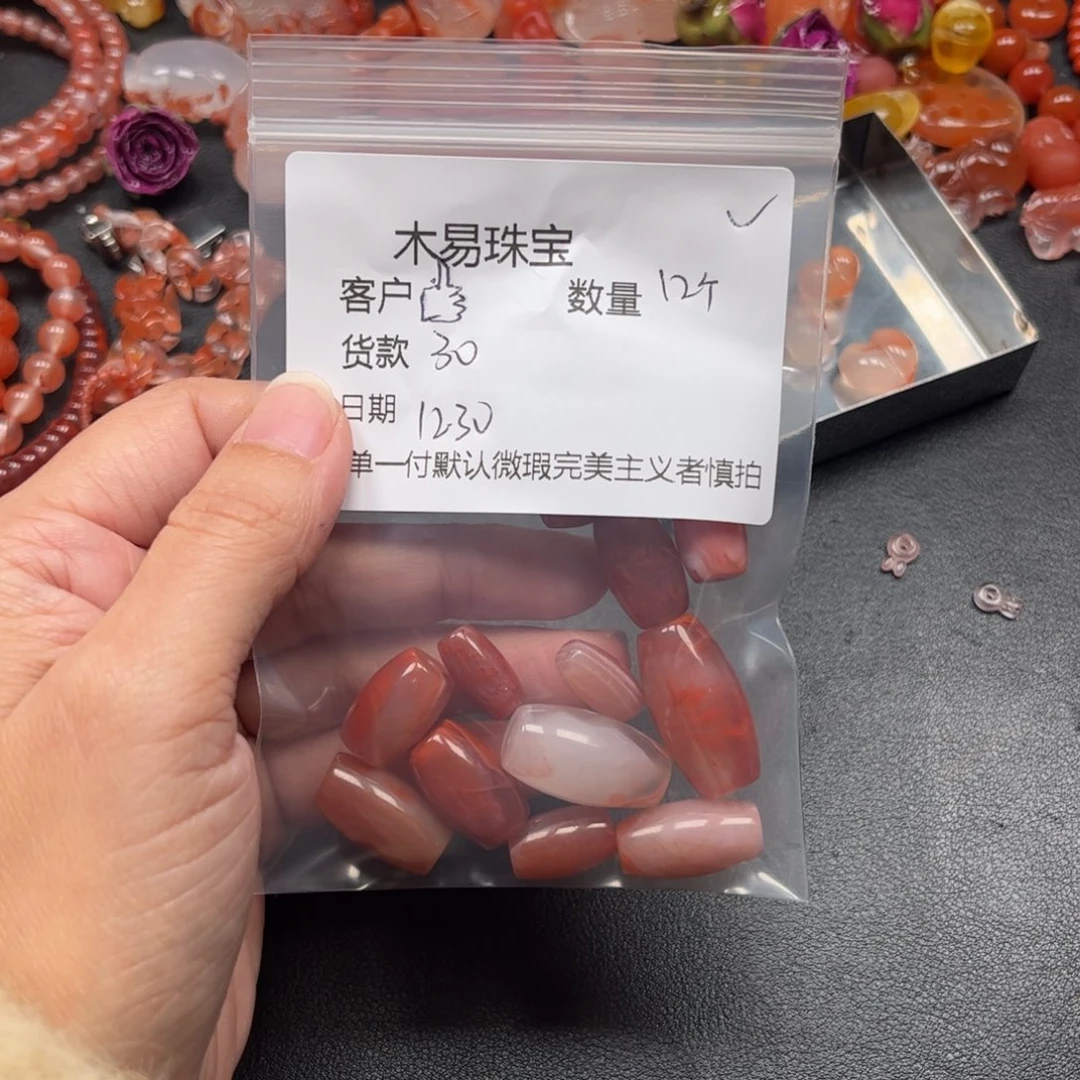 木易珠宝
客户 数量 12个
货款 30
日期 1230
单一付默认微瑕完美主义者慎拍